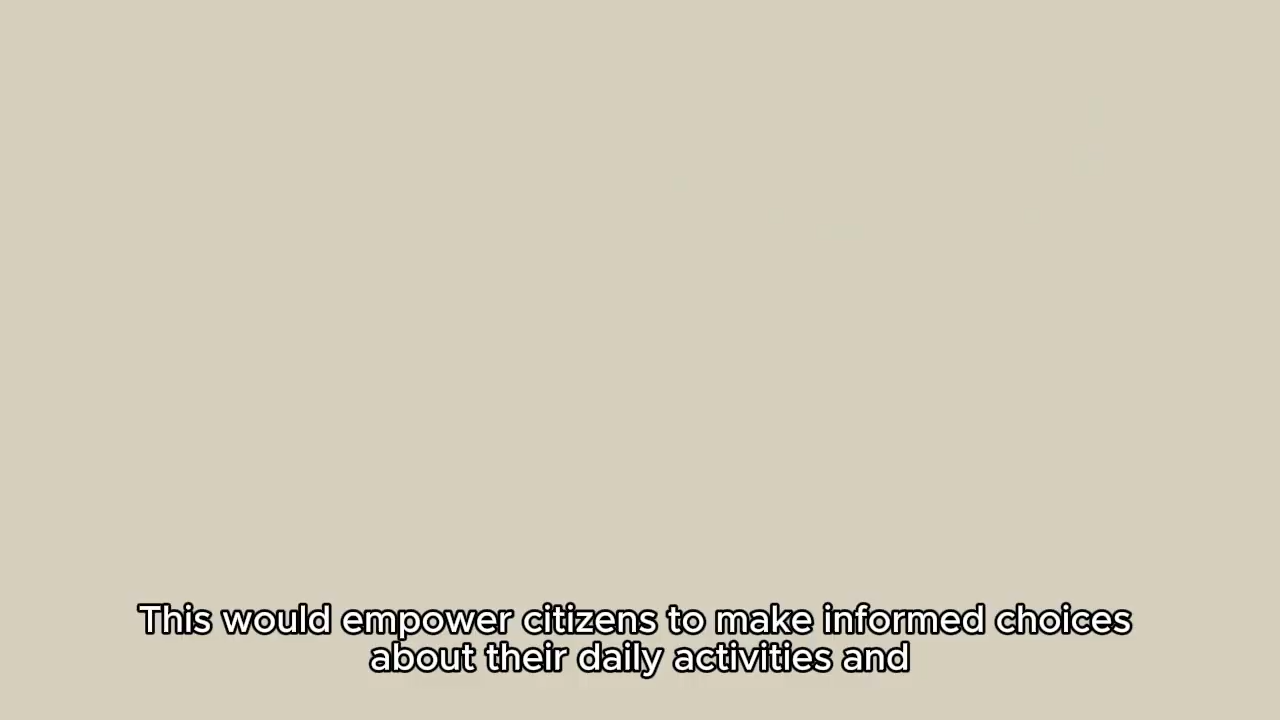 This would empower citizens to make informed choices
about their daily activities and